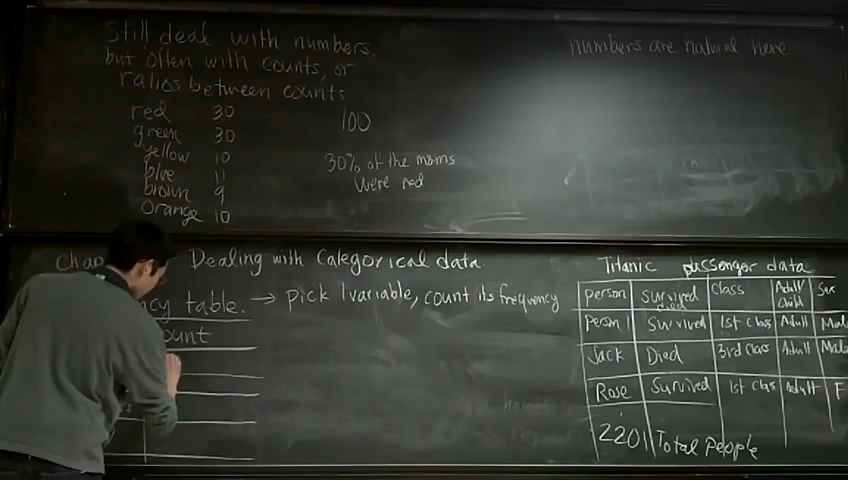 Still deal with numbers,
but often with counts, or
ratios between counts
red 30
green 30
yellow 10
blue 11
brown 9
orange 10
100
30% of the m&ms
were red
numbers are natural here
Chap
Dealing with Categorical data
ncy table. → pick 1 variable, count its frequency
ount
Titanic passenger data
person survived died Class Adult/Child Sex
Person 1 Survived 1st Class Adult Male
Jack Died 3rd Class Adult Male
Rose Survived 1st Class Adult F
2201 Total People